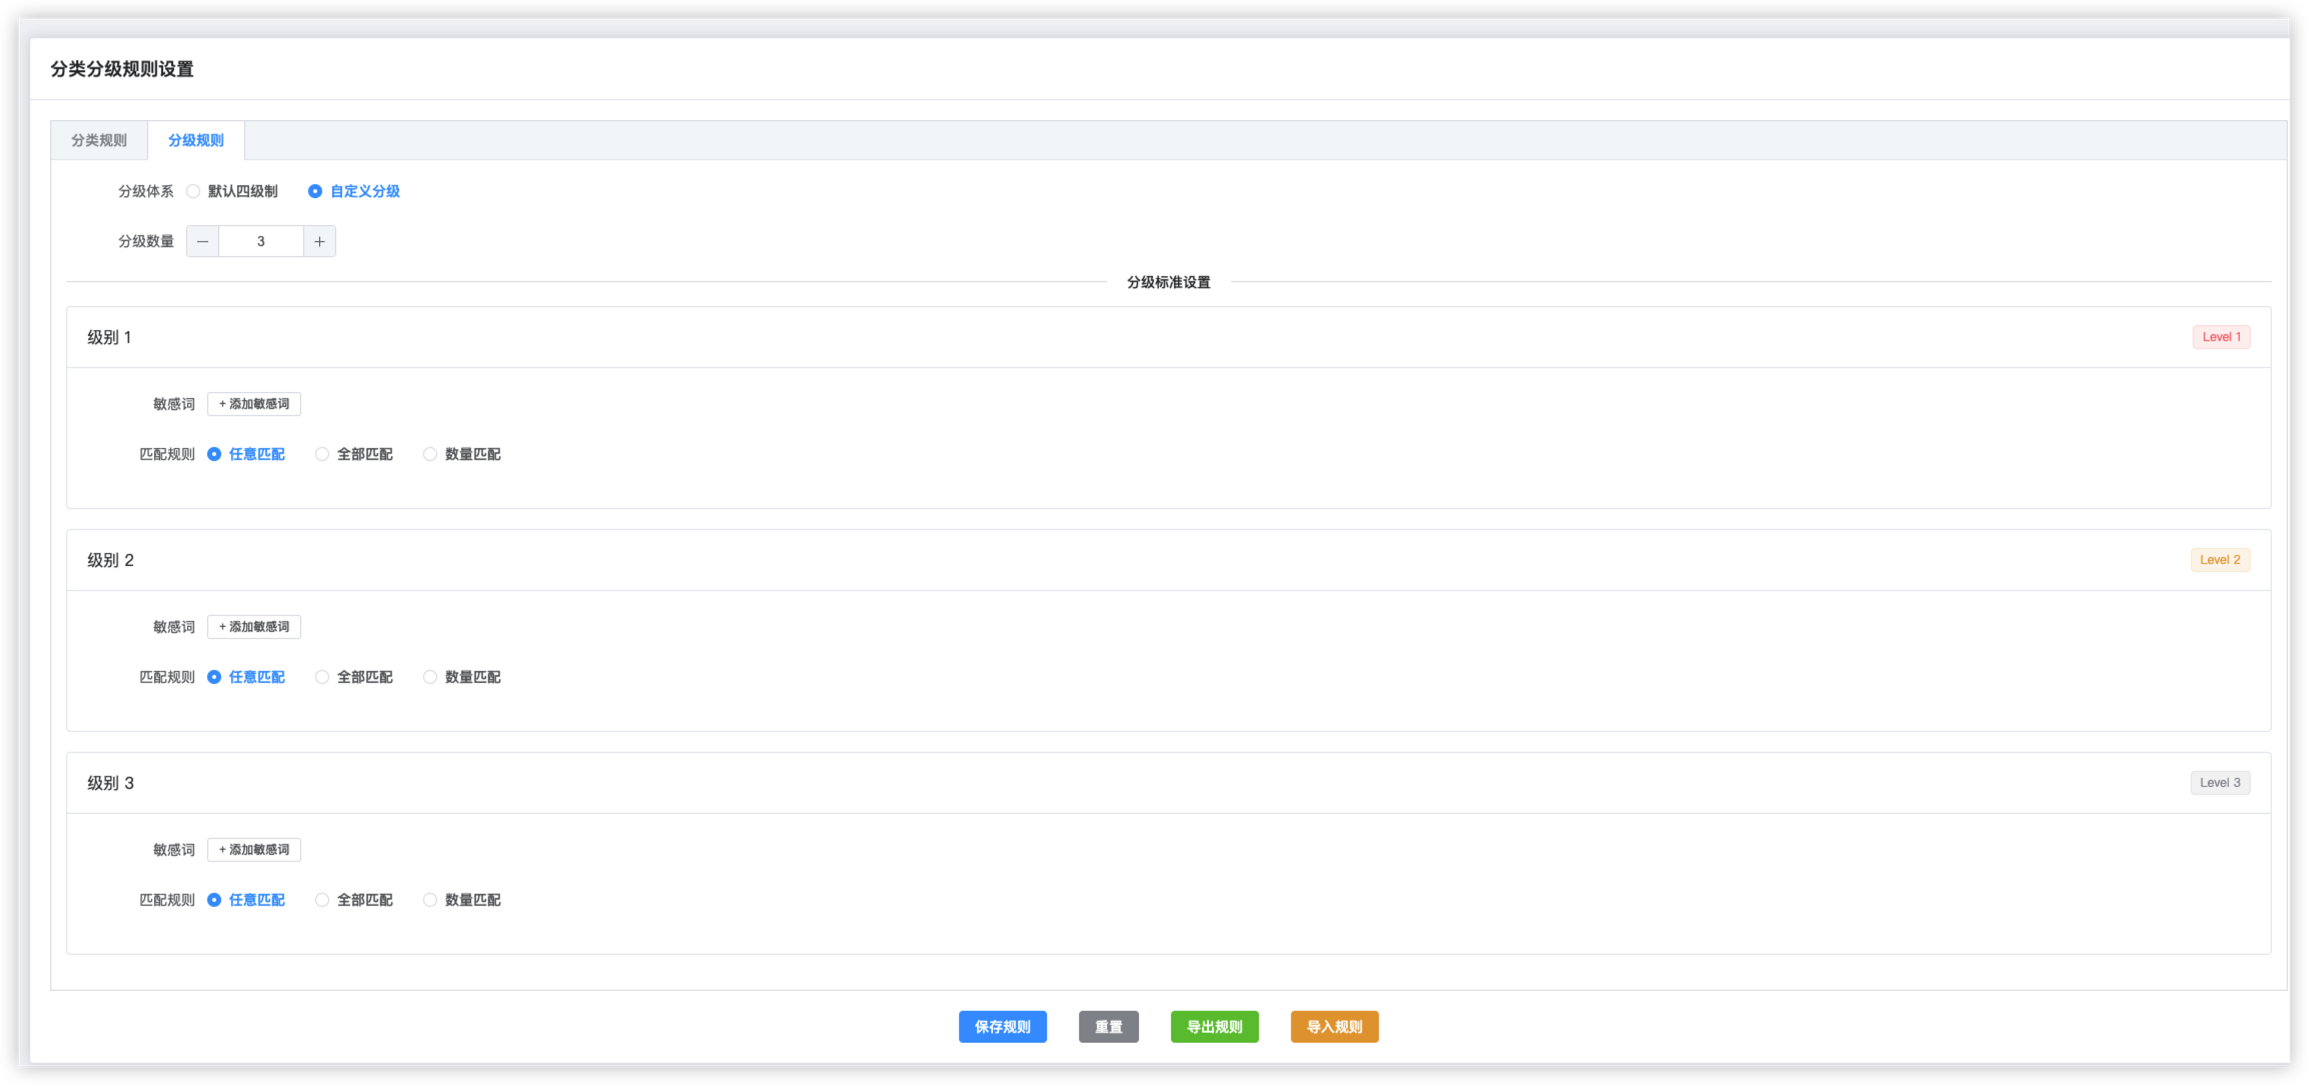 分类分级规则设置
分类规则 分级规则
分级体系 默认四级制 自定义分级
分级数量 — 3 +
分级标准设置
级别 1 Level 1
敏感词 + 添加敏感词
匹配规则 任意匹配 全部匹配 数量匹配
级别 2 Level 2
敏感词 + 添加敏感词
匹配规则 任意匹配 全部匹配 数量匹配
级别 3 Level 3
敏感词 + 添加敏感词
匹配规则 任意匹配 全部匹配 数量匹配
保存规则 重置 导出规则 导入规则